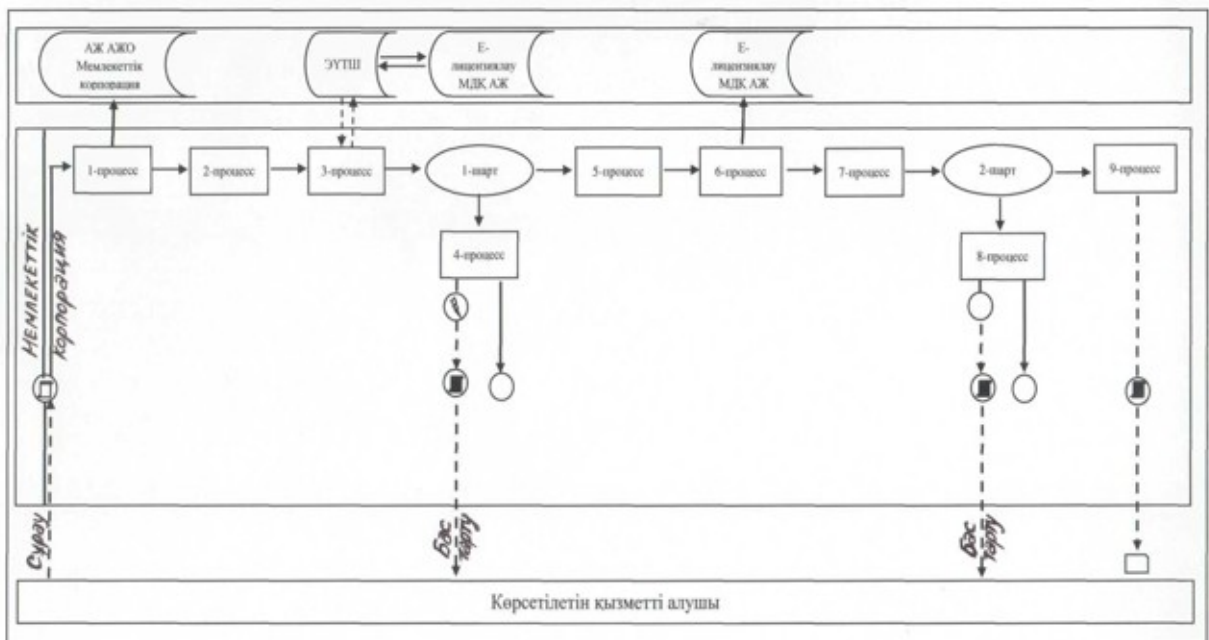 АЖ АЖО
Мемлекеттік
корпорация
ЭҮТШ
Е-
лицензиялау
МДҚ АЖ
Е-
лицензиялау
МДҚ АЖ
1-процесс
2-процесс
3-процесс
1-шарт
5-процесс
6-процесс
7-процесс
2-шарт
9-процесс
4-процесс
8-процесс
МЕМЛЕКЕТТІК
корпорация
Сұрау
Бас
тарту
Бас
тарту
Көрсетілетін қызметті алушы